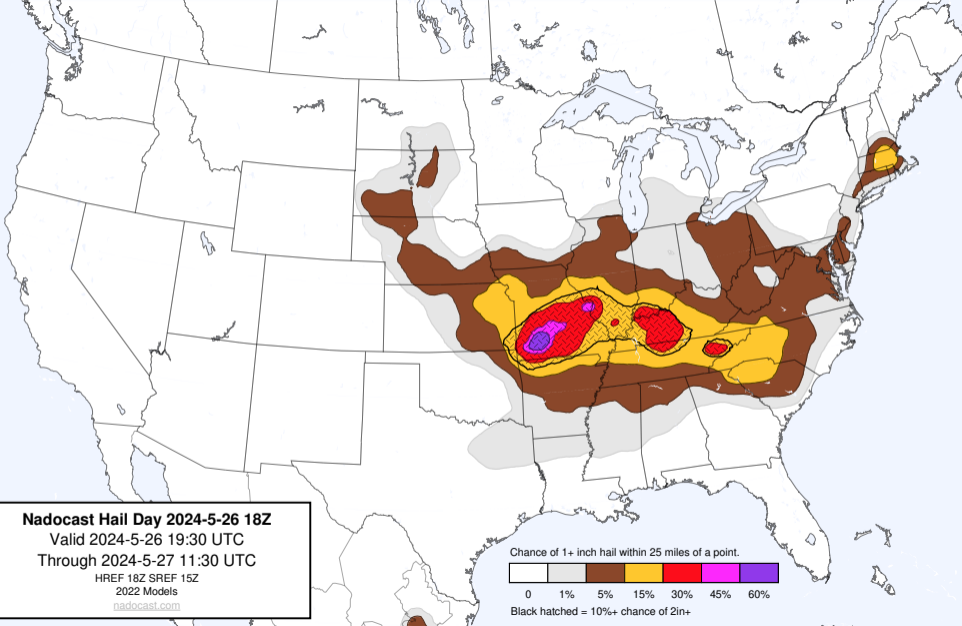 Nadocast Hail Day 2024-5-26 18Z
Valid 2024-5-26 19:30 UTC
Through 2024-5-27 11:30 UTC
HREF 18Z SREF 15Z
2022 Models
nadocast.com
Chance of 1+ inch hail within 25 miles of a point.
0 1% 5% 15% 30% 45% 60%
Black hatched = 10%+ chance of 2in+